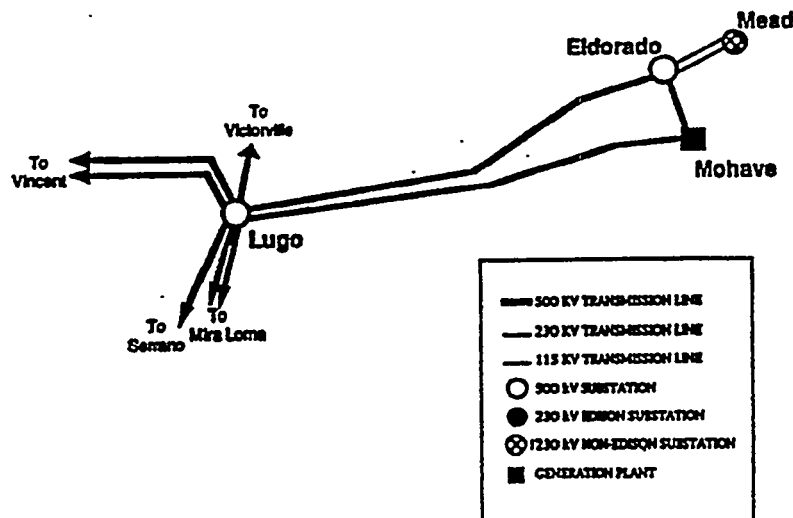 Mead
Eldorado
Mohave
To
Victorville
To
Vincent
Lugo
To
Serrano
To
Mira Loma
500 KV TRANSMISSION LINE
230 KV TRANSMISSION LINE
115 KV TRANSMISSION LINE
500 KV SUBSTATION
230 KV EDISON SUBSTATION
230 KV NON-EDISON SUBSTATION
GENERATION PLANT